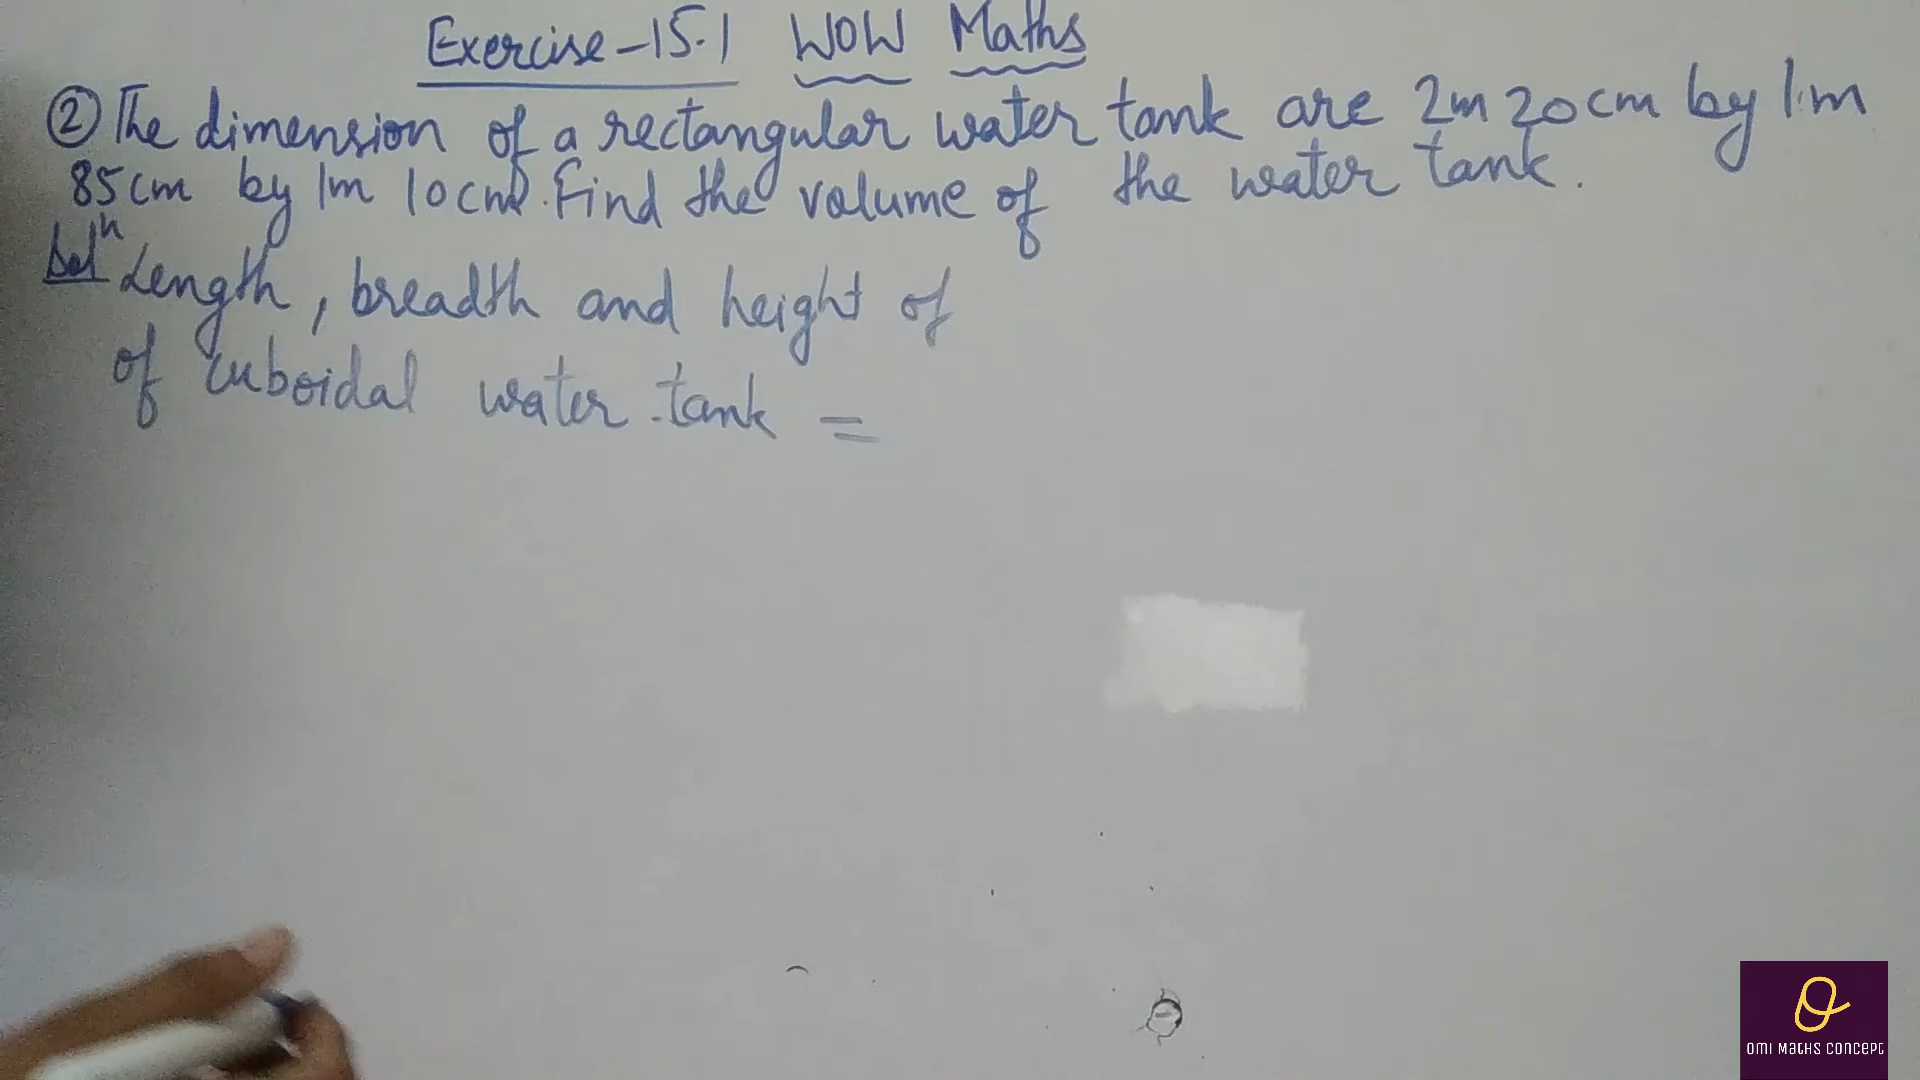 Exercise-15.1 WOW Maths
② The dimension of a rectangular water tank are 2m 20cm by 1m
85cm by 1m 10cm. Find the volume of the water tank.
Solⁿ Length, breadth and height of
of cuboidal water tank =
OMI MATHS CONCEPT